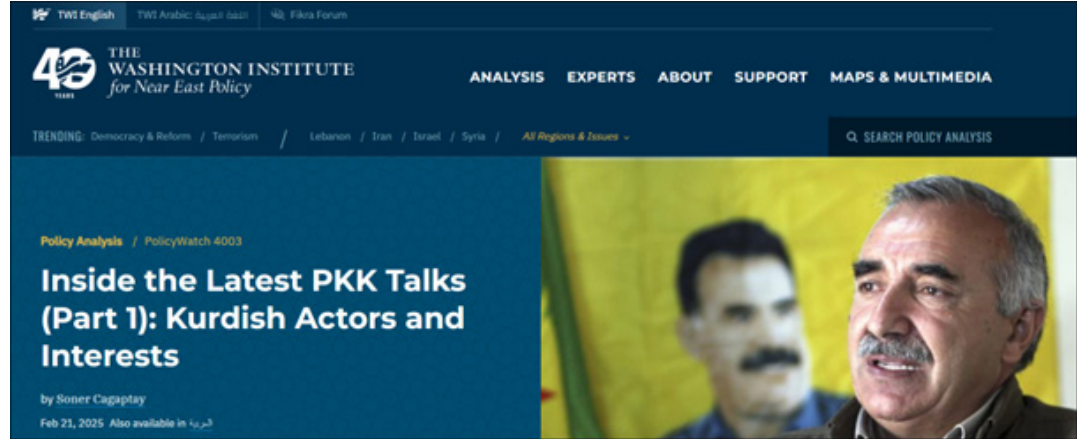 TWI English TWI Arabic: اللغة العربية Fikra Forum
40 YEARS
THE
WASHINGTON INSTITUTE
for Near East Policy
ANALYSIS EXPERTS ABOUT SUPPORT MAPS & MULTIMEDIA
TRENDING: Democracy & Reform / Terrorism / Lebanon / Iran / Israel / Syria / All Regions & Issues
SEARCH POLICY ANALYSIS
Policy Analysis / PolicyWatch 4003
Inside the Latest PKK Talks
(Part 1): Kurdish Actors and
Interests
by Soner Cagaptay
Feb 21, 2025 Also available in العربية